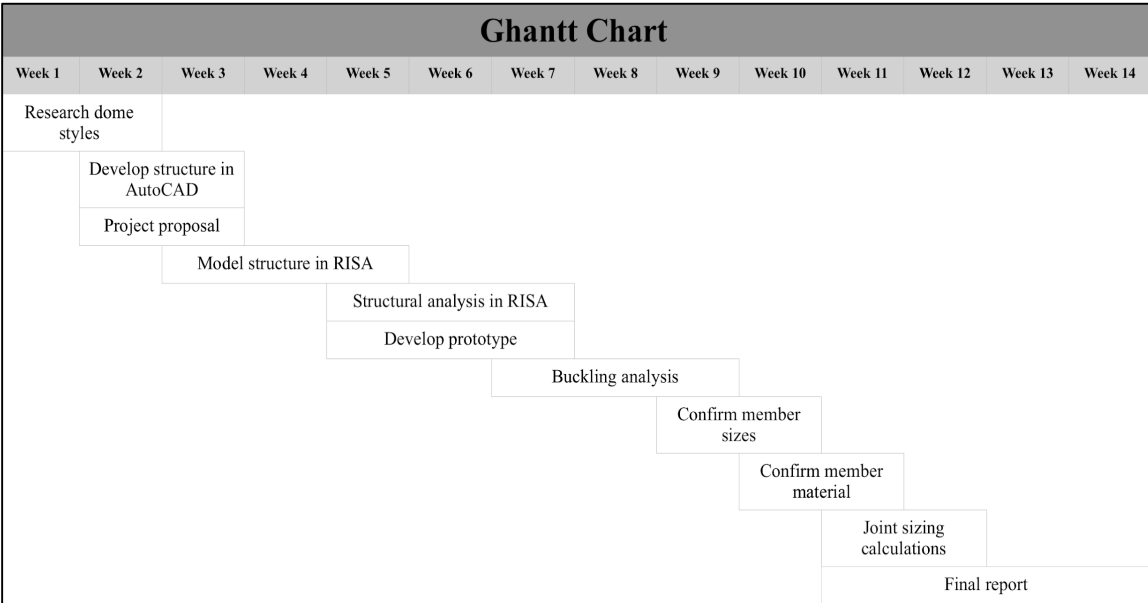 Ghantt Chart
Week 1 Week 2 Week 3 Week 4 Week 5 Week 6 Week 7 Week 8 Week 9 Week 10 Week 11 Week 12 Week 13 Week 14
Research dome
styles
Develop structure in
AutoCAD
Project proposal
Model structure in RISA
Structural analysis in RISA
Develop prototype
Buckling analysis
Confirm member
sizes
Confirm member
material
Joint sizing
calculations
Final report